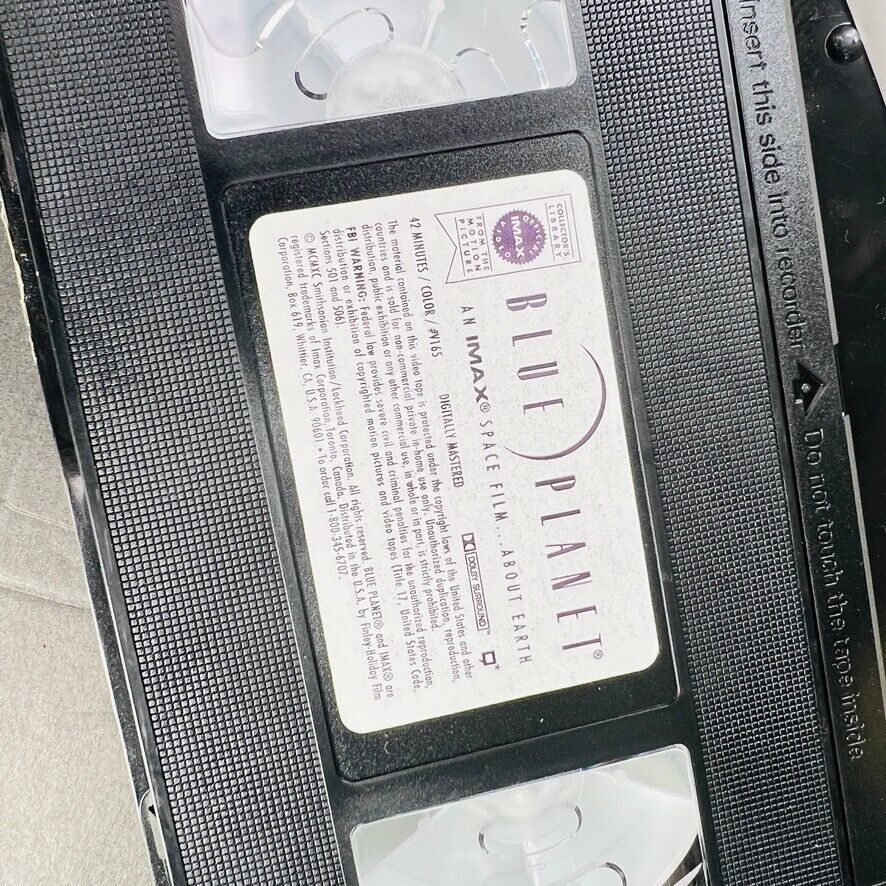 Insert this side into recorder
Do not touch the tape inside
COLLECTOR'S
LIBRARY
IMAX
FROM THE
MOTION
PICTURE
BLUE PLANET®
AN IMAX® SPACE FILM...ABOUT EARTH
42 MINUTES / COLOR / #V165
DIGITALLY MASTERED
DOLBY SURROUND™
The material contained on this video tape is protected under the copyright laws of the United States and other
countries and is sold for non-commercial private in-home use only. Unauthorized duplication, reproduction,
distribution, public exhibition or any other commercial use, in whole or in part, is strictly prohibited.
FBI WARNING: Federal law provides severe civil and criminal penalties for the unauthorized reproduction,
distribution or exhibition of copyrighted motion pictures and video tapes (Title 17, United States Code,
Sections 501 and 506).
© MCMXC Smithsonian Institution/Lockheed Corporation. All rights reserved. BLUE PLANET® and IMAX® are
registered trademarks of Imax Corporation, Toronto, Canada. Distributed in the U.S.A. by Finley-Holiday Film
Corporation, Box 619, Whittier, CA. U.S.A. 90601 • To order call 1-800-345-6707.